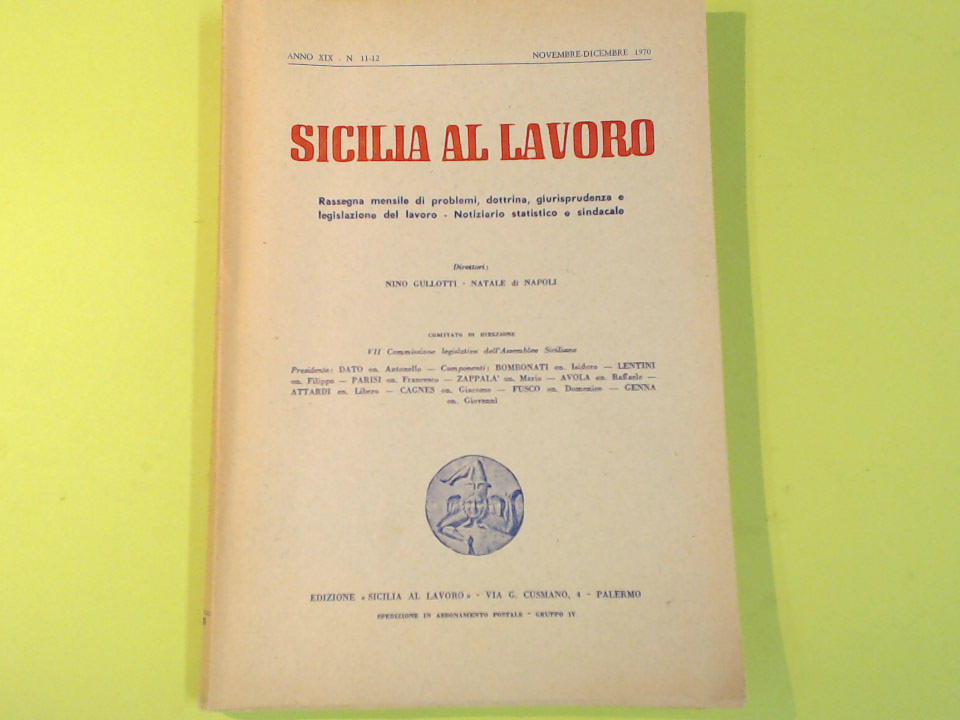 ANNO XIX - N 11-12 NOVEMBRE-DICEMBRE 1970
SICILIA AL LAVORO
Rassegna mensile di problemi, dottrina, giurisprudenza e
legislazione del lavoro - Notiziario statistico e sindacale
Direttori:
NINO GULLOTTI - NATALE di NAPOLI
COMITATO DI DIREZIONE
VII Commissione legislativa dell'Assemblea Siciliana
Presidente: DATO on. Antonello — Componenti: BOMBONATI on. Isidoro — LENTINI
on. Filippo — PARISI on. Francesco — ZAPPALA' on. Mario — AVOLA on. Raffaele —
ATTARDI on. Libero — CAGNES on. Giacomo — FUSCO on. Domenico — GENNA
on. Giovanni
EDIZIONE « SICILIA AL LAVORO » - VIA G. CUSMANO, 4 - PALERMO
SPEDIZIONE IN ABBONAMENTO POSTALE - GRUPPO IV